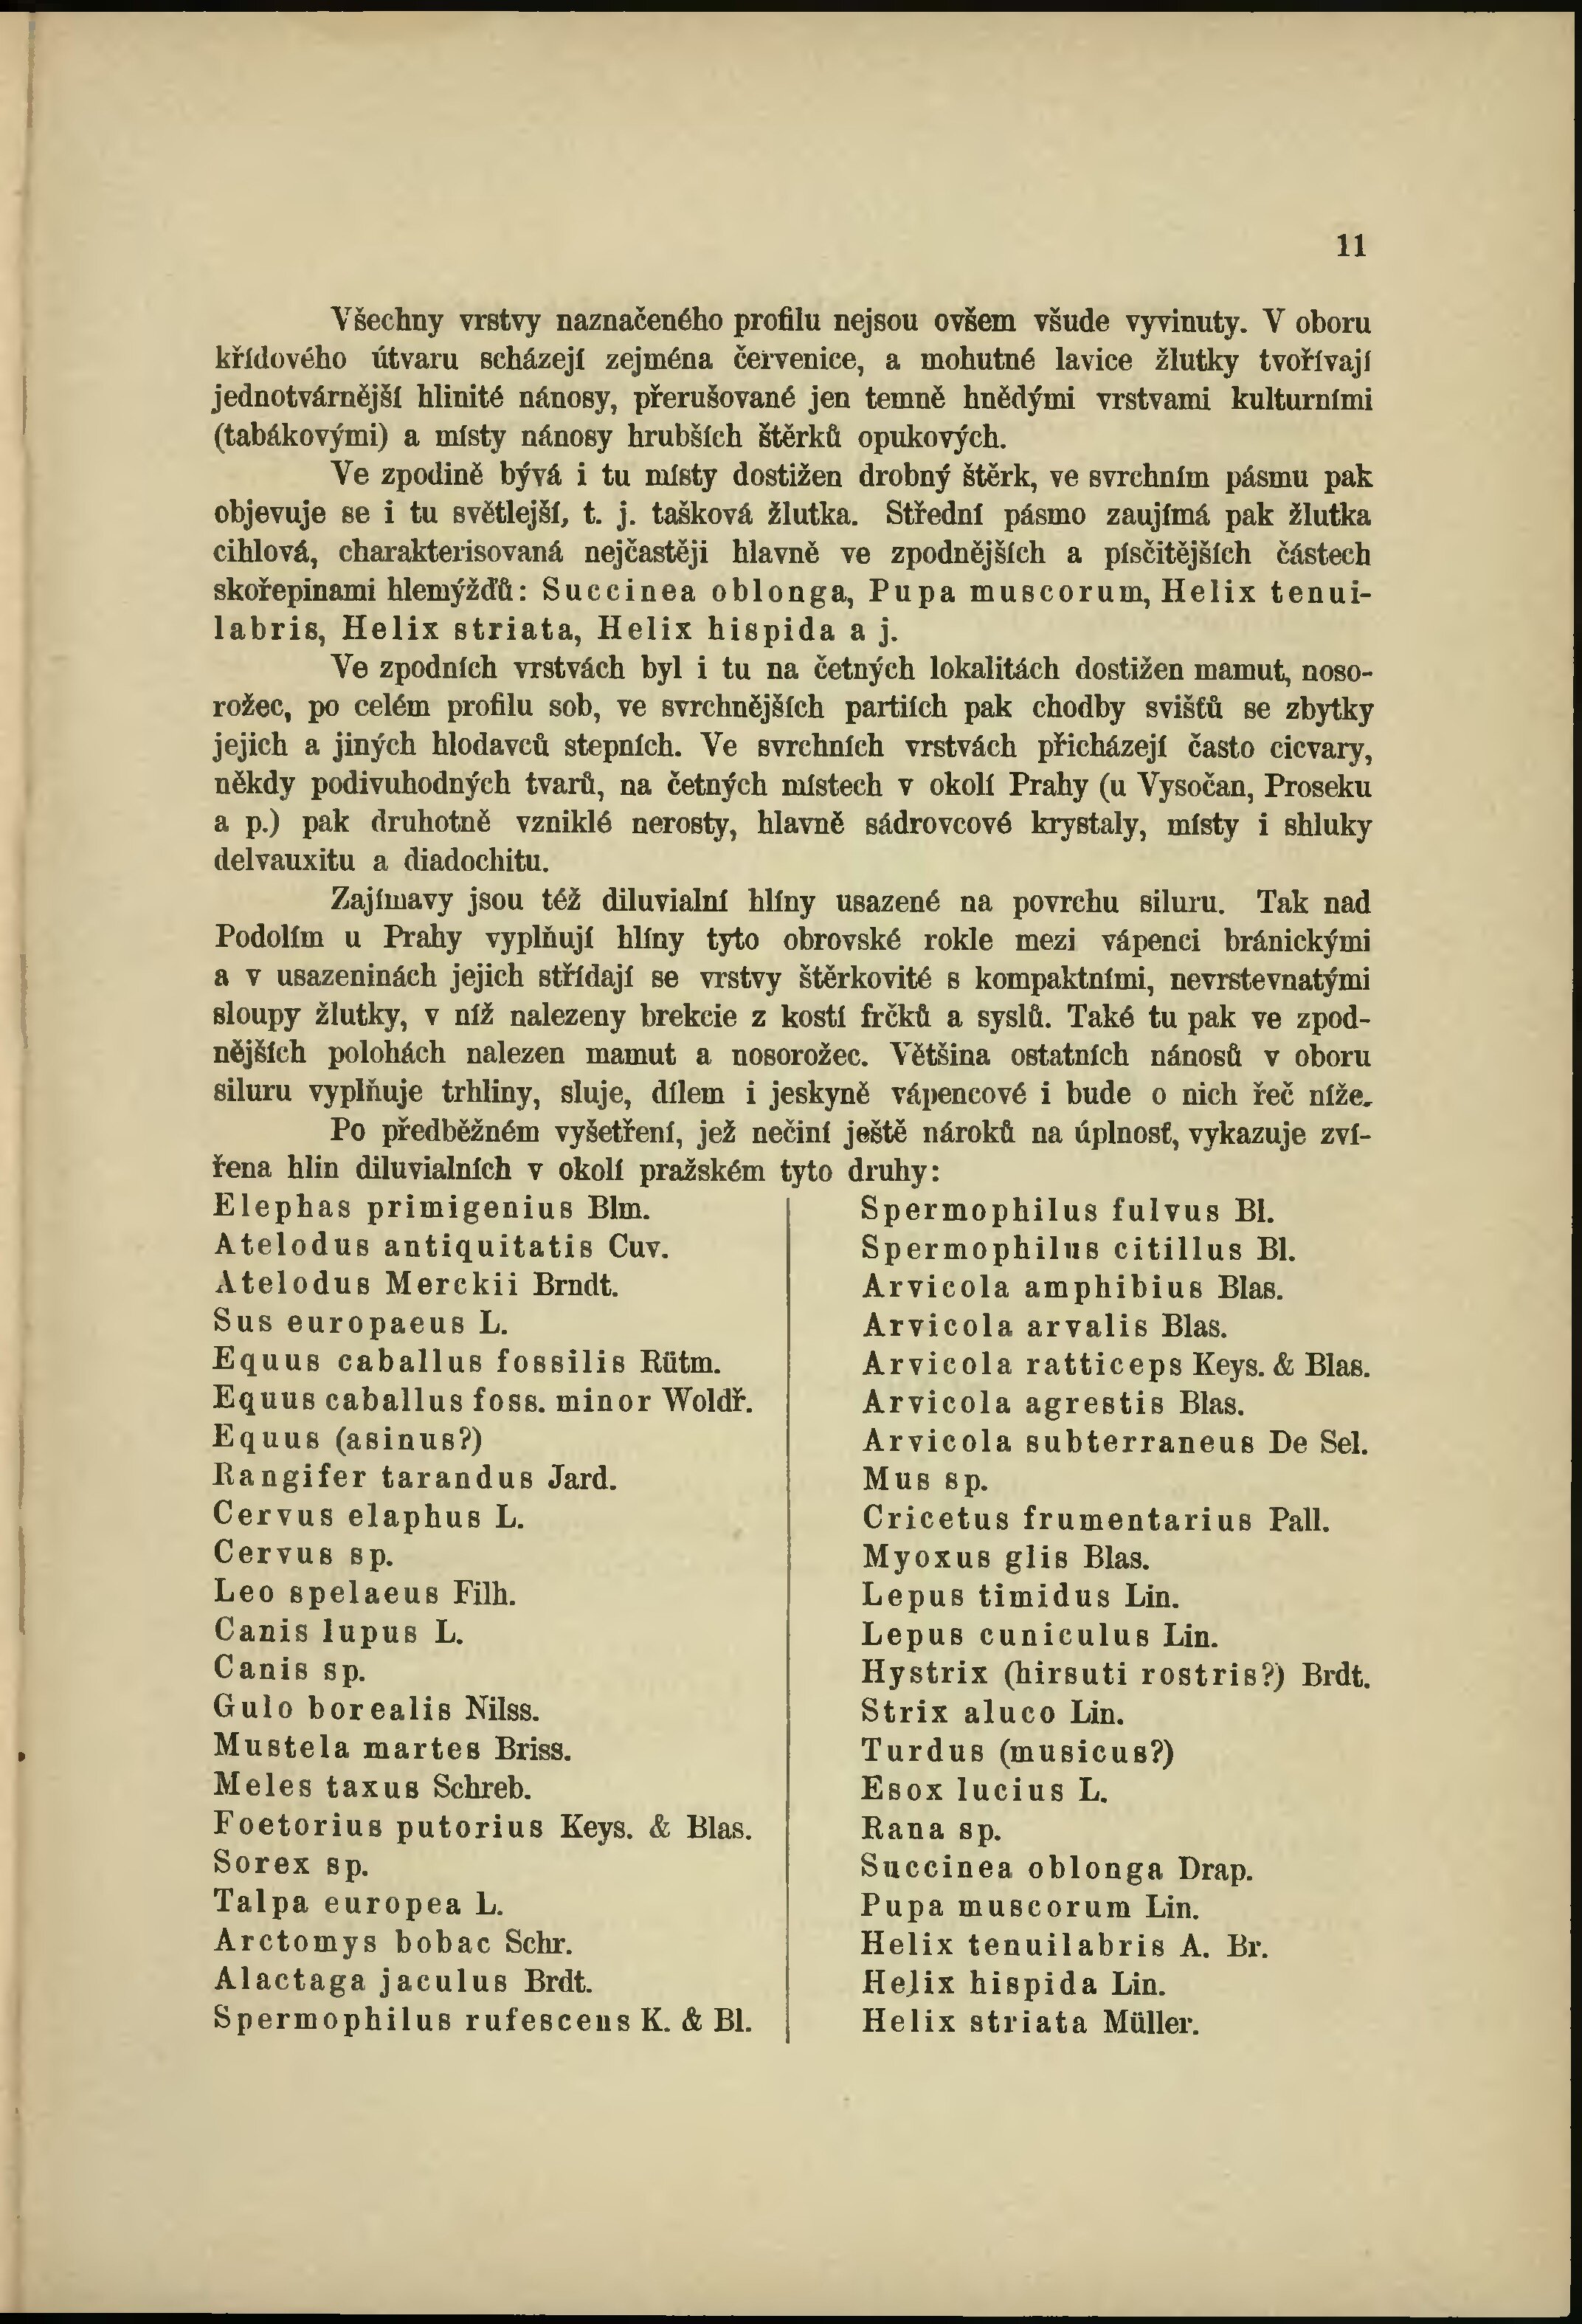 11
Všechny vrstvy naznačeného profilu nejsou ovšem všude vyvinuty. V oboru
křídového útvaru scházejí zejména červenice, a mohutné lavice žlutky tvořívají
jednotvárnější hlinité nánosy, přerušované jen temně hnědými vrstvami kulturními
(tabákovými) a místy nánosy hrubších štěrků opukových.
Ve zpodině bývá i tu místy dostižen drobný štěrk, ve svrchním pásmu pak
objevuje se i tu světlejší, t. j. tašková žlutka. Střední pásmo zaujímá pak žlutka
cihlová, charakterisovaná nejčastěji hlavně ve zpodnějších a písčitějších částech
skořepinami hlemýžďů: Succinea oblonga, Pupa muscorum, Helix tenui-
labris, Helix striata, Helix hispida a j.
Ve zpodních vrstvách byl i tu na četných lokalitách dostižen mamut, noso-
rožec, po celém profilu sob, ve svrchnějších partiích pak chodby svišťů se zbytky
jejich a jiných hlodavců stepních. Ve svrchních vrstvách přicházejí často cicvary,
někdy podivuhodných tvarů, na četných místech v okolí Prahy (u Vysočan, Proseku
a p.) pak druhotně vzniklé nerosty, hlavně sádrovcové krystaly, místy i shluky
delvauxitu a diadochitu.
Zajímavy jsou též diluvialní hlíny usazené na povrchu siluru. Tak nad
Podolím u Prahy vyplňují hlíny tyto obrovské rokle mezi vápenci bránickými
a v usazeninách jejich střídají se vrstvy štěrkovité s kompaktními, nevrstevnatými
sloupy žlutky, v níž nalezeny brekcie z kostí frčků a syslů. Také tu pak ve zpod-
nějších polohách nalezen mamut a nosorožec. Většina ostatních nánosů v oboru
siluru vyplňuje trhliny, sluje, dílem i jeskyně vápencové i bude o nich řeč níže.
Po předběžném vyšetření, jež nečiní ještě nároků na úplnosť, vykazuje zví-
řena hlin diluvialních v okolí pražském tyto druhy:
Elephas primigenius Blm.
Atelodus antiquitatis Cuv.
Atelodus Merckii Brndt.
Sus europaeus L.
Equus caballus fossilis Rütm.
Equus caballus foss. minor Woldř.
Equus (asinus?)
Rangifer tarandus Jard.
Cervus elaphus L.
Cervus sp.
Leo spelaeus Filh.
Canis lupus L.
Canis sp.
Gulo borealis Nilss.
Mustela martes Briss.
Meles taxus Schreb.
Foetorius putorius Keys. & Blas.
Sorex sp.
Talpa europea L.
Arctomys bobac Schr.
Alactaga jaculus Brdt.
Spermophilus rufescens K. & Bl.
Spermophilus fulvus Bl.
Spermophilus citillus Bl.
Arvicola amphibius Blas.
Arvicola arvalis Blas.
Arvicola ratticeps Keys. & Blas.
Arvicola agrestis Blas.
Arvicola subterraneus De Sel.
Mus sp.
Cricetus frumentarius Pall.
Myoxus glis Blas.
Lepus timidus Lin.
Lepus cuniculus Lin.
Hystrix (hirsuti rostris?) Brdt.
Strix aluco Lin.
Turdus (musicus?)
Esox lucius L.
Rana sp.
Succinea oblonga Drap.
Pupa muscorum Lin.
Helix tenuilabris A. Br.
Helix hispida Lin.
Helix striata Müller.